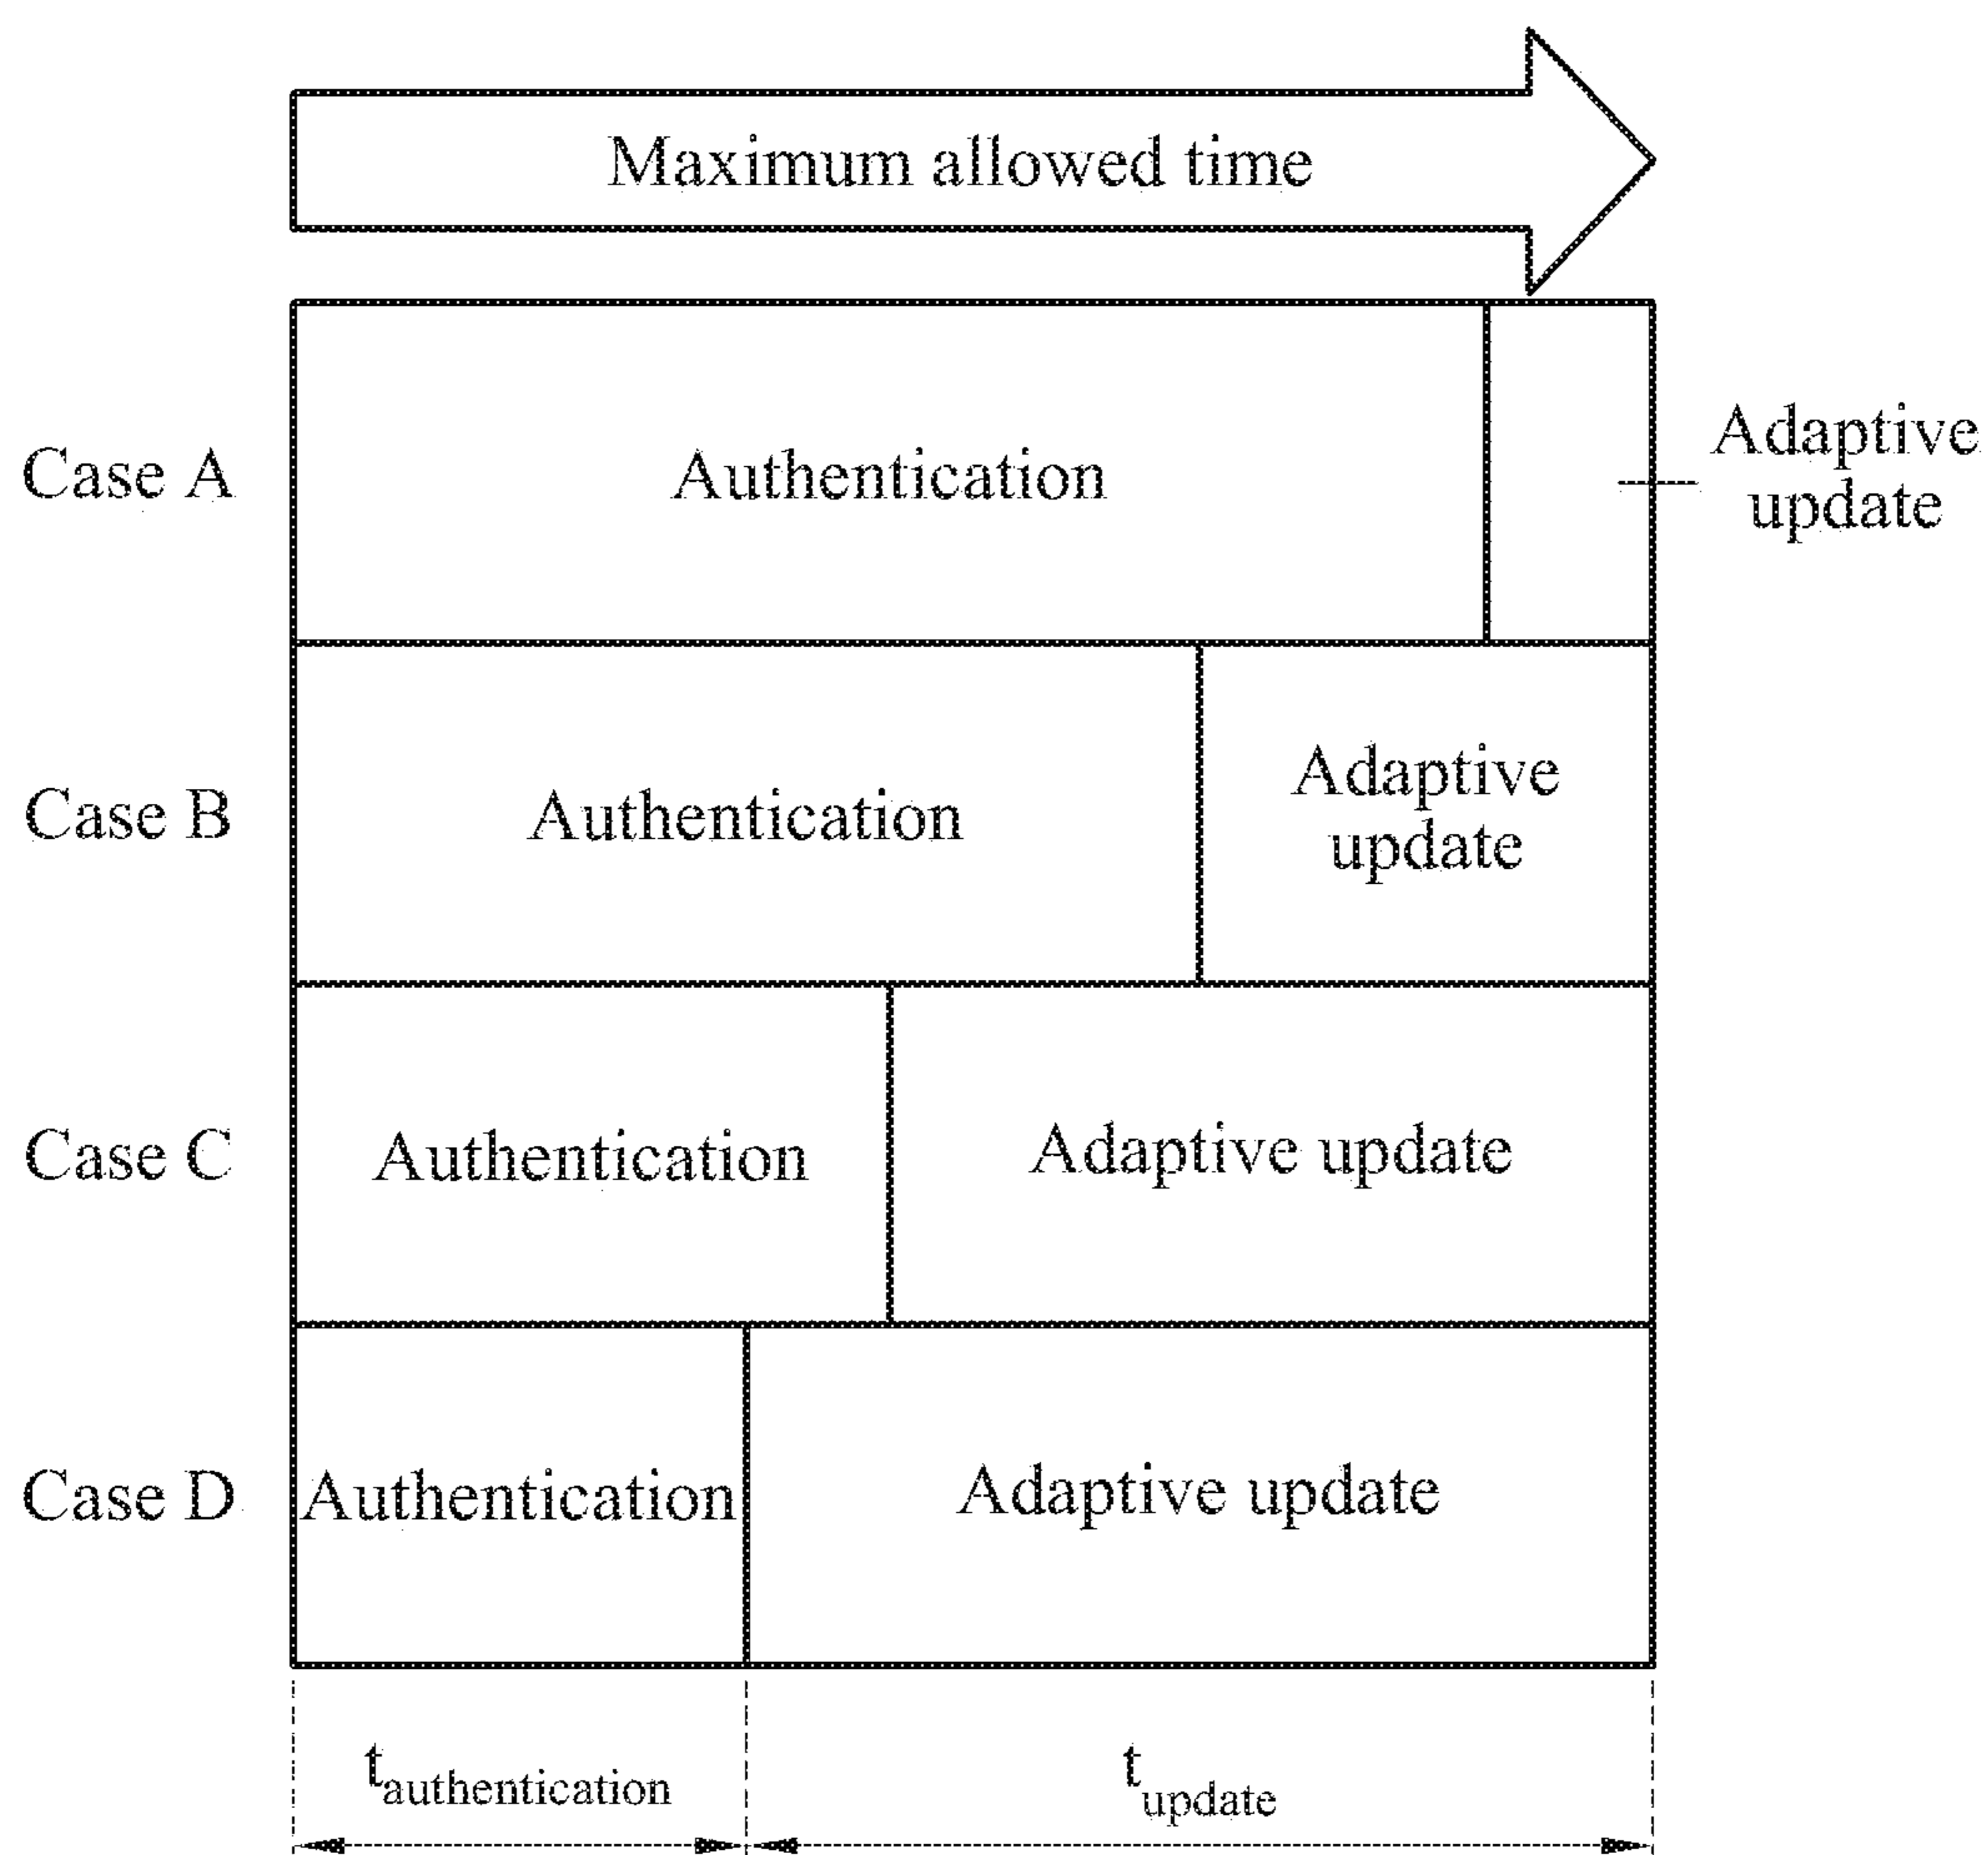 Maximum allowed time
Case A
Authentication
Adaptive
update
Case B
Authentication
Adaptive
update
Case C
Authentication
Adaptive update
Case D
Authentication
Adaptive update
tauthentication
tupdate